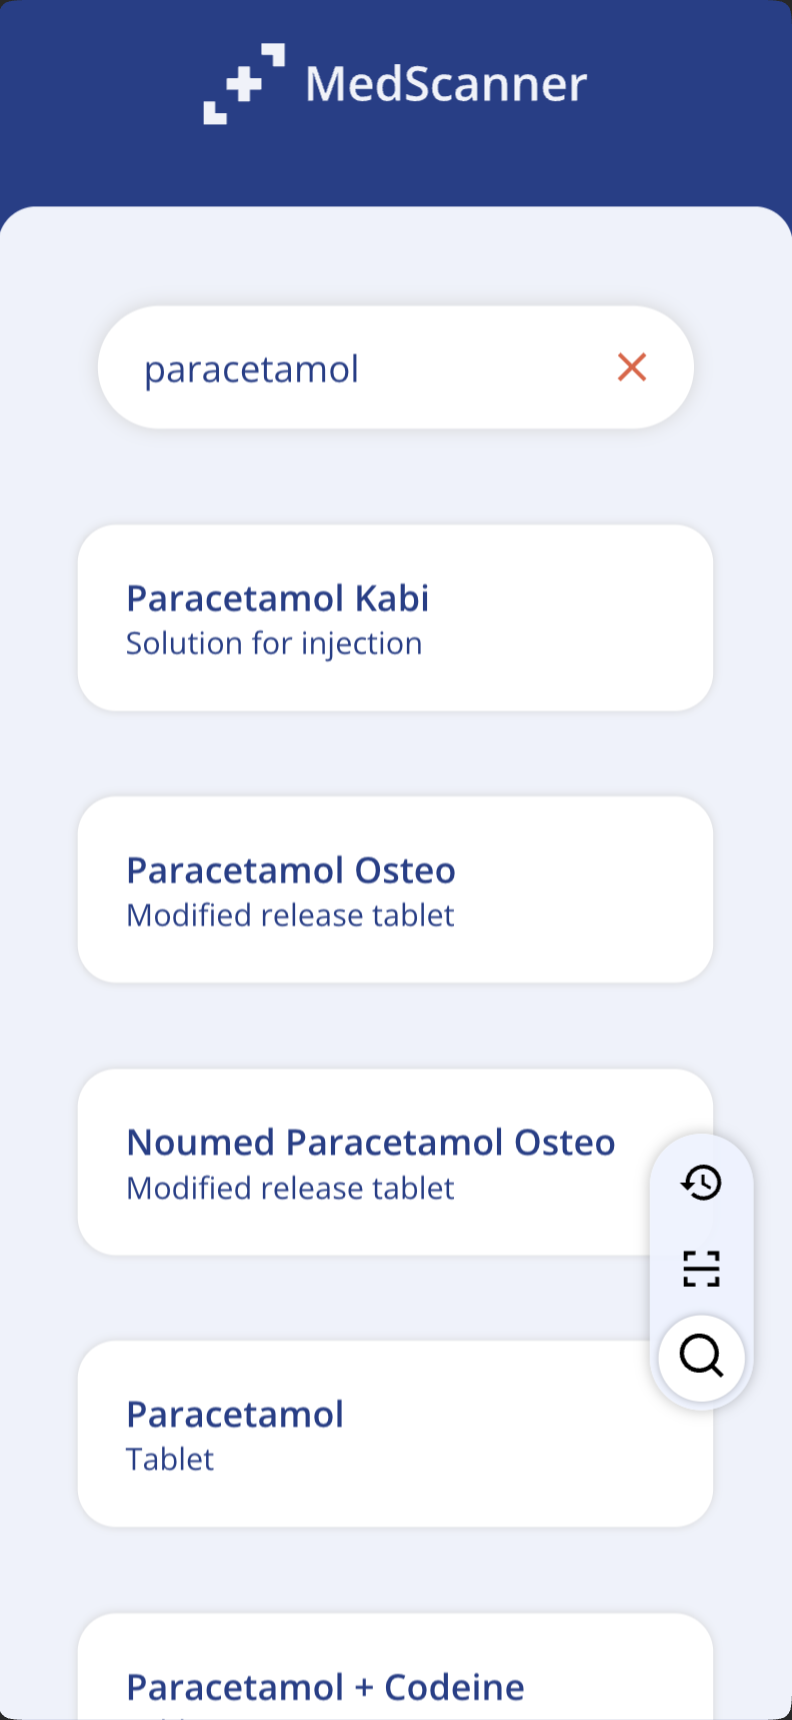 MedScanner
paracetamol
Paracetamol Kabi
Solution for injection
Paracetamol Osteo
Modified release tablet
Noumed Paracetamol Osteo
Modified release tablet
Paracetamol
Tablet
Paracetamol + Codeine